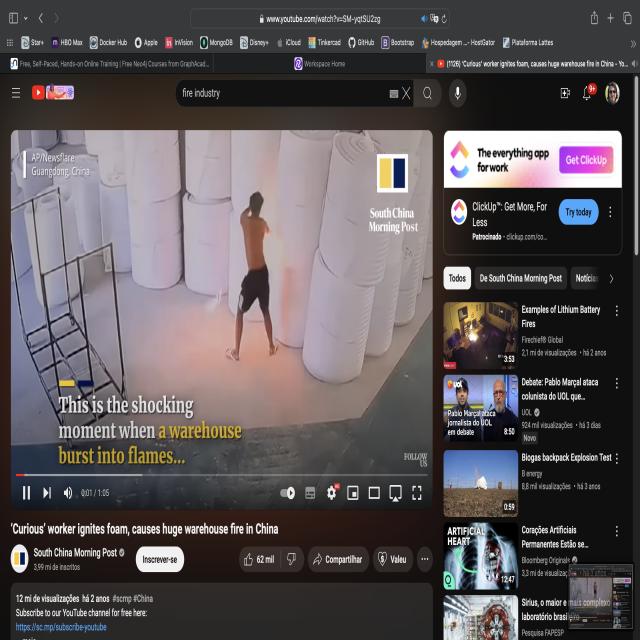 www.youtube.com/watch?v=SM-yqtSU2zg
Star+
HBO Max
Docker Hub
Apple
InVision
MongoDB
Disney+
iCloud
Tinkercad
GitHub
Bootstrap
Hospedagem ... - HostGator
Plataforma Lattes
Free, Self-Paced, Hands-on Online Training | Free Neo4j Courses from GraphAcad...
Workspace Home
(1126) 'Curious' worker ignites foam, causes huge warehouse fire in China - Yo...
fire industry
9+
AP/Newsflare
Guangdong, China
South China
Morning Post
This is the shocking
moment when a warehouse
burst into flames...
FOLLOW
US
0:01 / 1:05
The everything app
for work
Get ClickUp
ClickUp™: Get More, For
Less
Patrocinado · clickup.com/co...
Try today
Todos
De South China Morning Post
Notícias
Examples of Lithium Battery
Fires
Firechief® Global
2,1 mi de visualizações · há 2 anos
3:53
Debate: Pablo Marçal ataca
colunista do UOL que...
UOL
924 mil visualizações · há 3 dias
Novo
UOL
Pablo Marçal ataca
jornalista do UOL
em debate
8:50
Biogas backpack Explosion Test
B energy
8,8 mil visualizações · há 3 anos
0:59
ARTIFICIAL
HEART
12:47
Corações Artificiais
Permanentes Estão se...
Bloomberg Originals
3,3 mi de visualizaç
Sirius, o maior e mais complexo
laboratório brasi
Pesquisa FAPESP
'Curious' worker ignites foam, causes huge warehouse fire in China
South China Morning Post
3,99 mi de inscritos
Inscrever-se
62 mil
Compartilhar
Valeu
12 mi de visualizações há 2 anos #scmp #China
Subscribe to our YouTube channel for free here:
https://sc.mp/subscribe-youtube
...mais